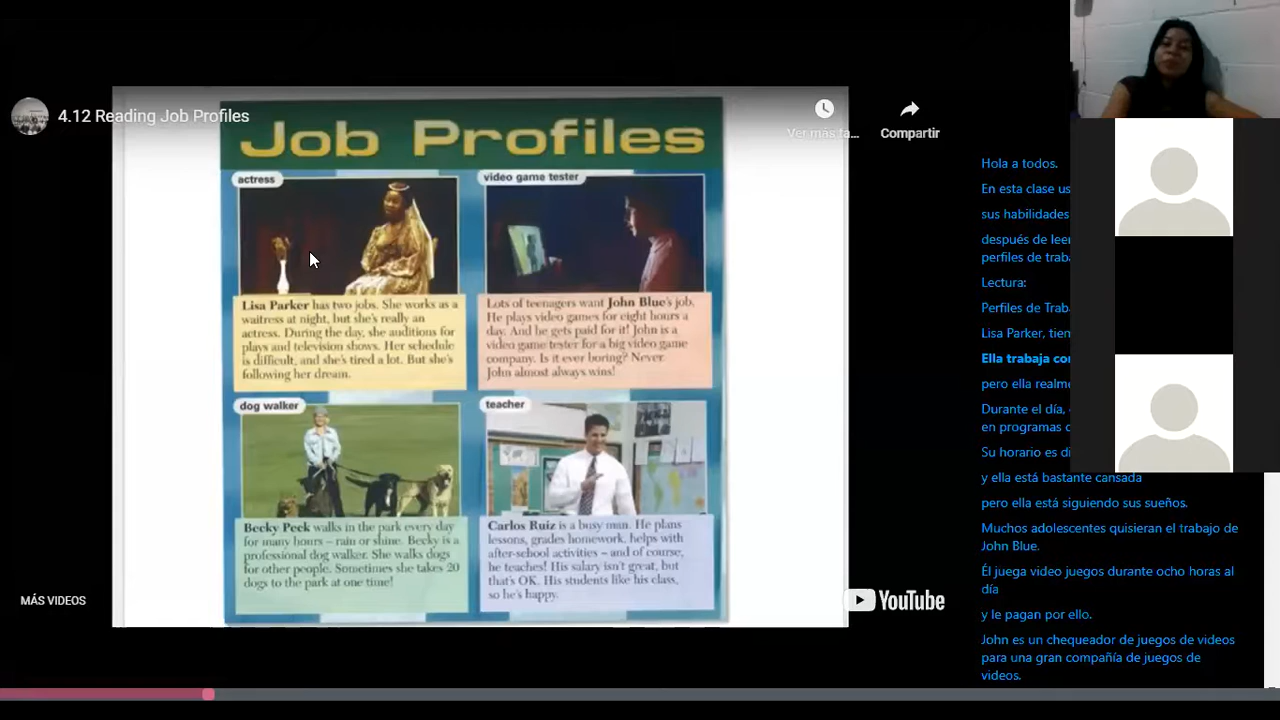 4.12 Reading Job Profiles
Ver más ta...
Compartir
Job Profiles
actress
Lisa Parker has two jobs. She works as a
waitress at night, but she's really an
actress. During the day, she auditions for
plays and television shows. Her schedule
is difficult, and she's tired a lot. But she's
following her dream.
video game tester
Lots of teenagers want John Blue's job.
He plays video games for eight hours a
day. And he gets paid for it! John is a
video game tester for a big video game
company. Is it ever boring? Never.
John almost always wins!
dog walker
Becky Peck walks in the park every day
for many hours – rain or shine. Becky is a
professional dog walker. She walks dogs
for other people. Sometimes she takes 20
dogs to the park at one time!
teacher
Carlos Ruiz is a busy man. He plans
lessons, grades homework, helps with
after-school activities – and of course,
he teaches! His salary isn't great, but
that's OK. His students like his class,
so he's happy.
MÁS VIDEOS
YouTube
Hola a todos.
En esta clase us
sus habilidades
después de leer
perfiles de traba
Lectura:
Perfiles de Trab
Lisa Parker, tien
Ella trabaja co
pero ella realme
Durante el día,
en programas
Su horario es di
y ella está bastante cansada
pero ella está siguiendo sus sueños.
Muchos adolescentes quisieran el trabajo de
John Blue.
Él juega video juegos durante ocho horas al
día
y le pagan por ello.
John es un chequeador de juegos de videos
para una gran compañía de juegos de
videos.